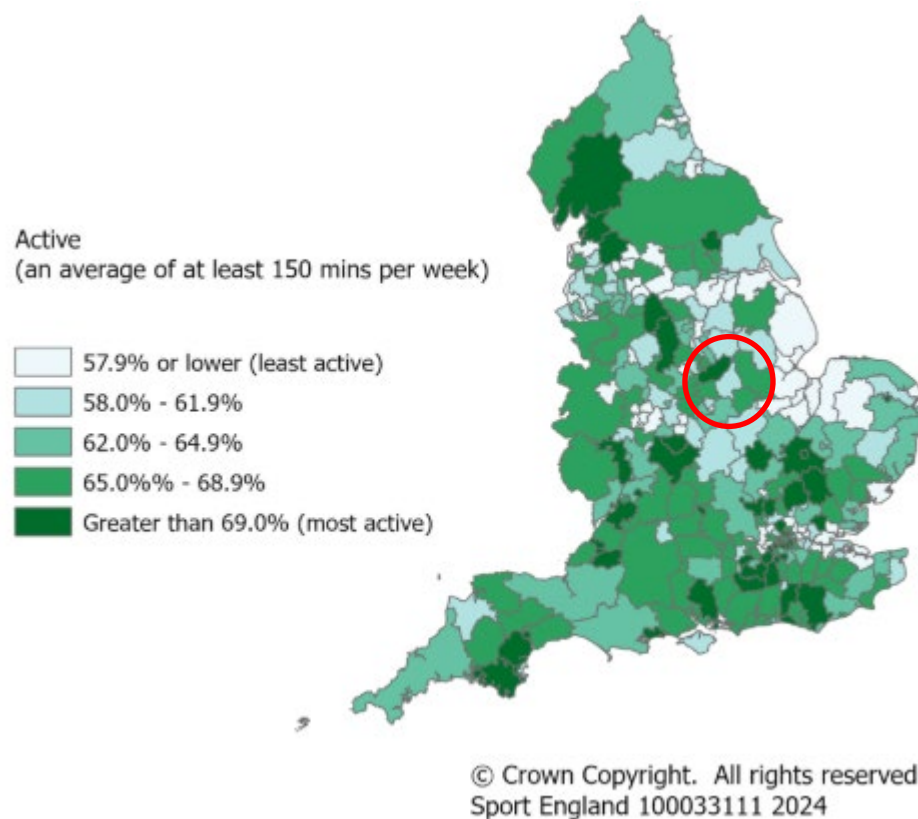 Active
(an average of at least 150 mins per week)
57.9% or lower (least active)
58.0% - 61.9%
62.0% - 64.9%
65.0%% - 68.9%
Greater than 69.0% (most active)
© Crown Copyright. All rights reserved
Sport England 100033111 2024